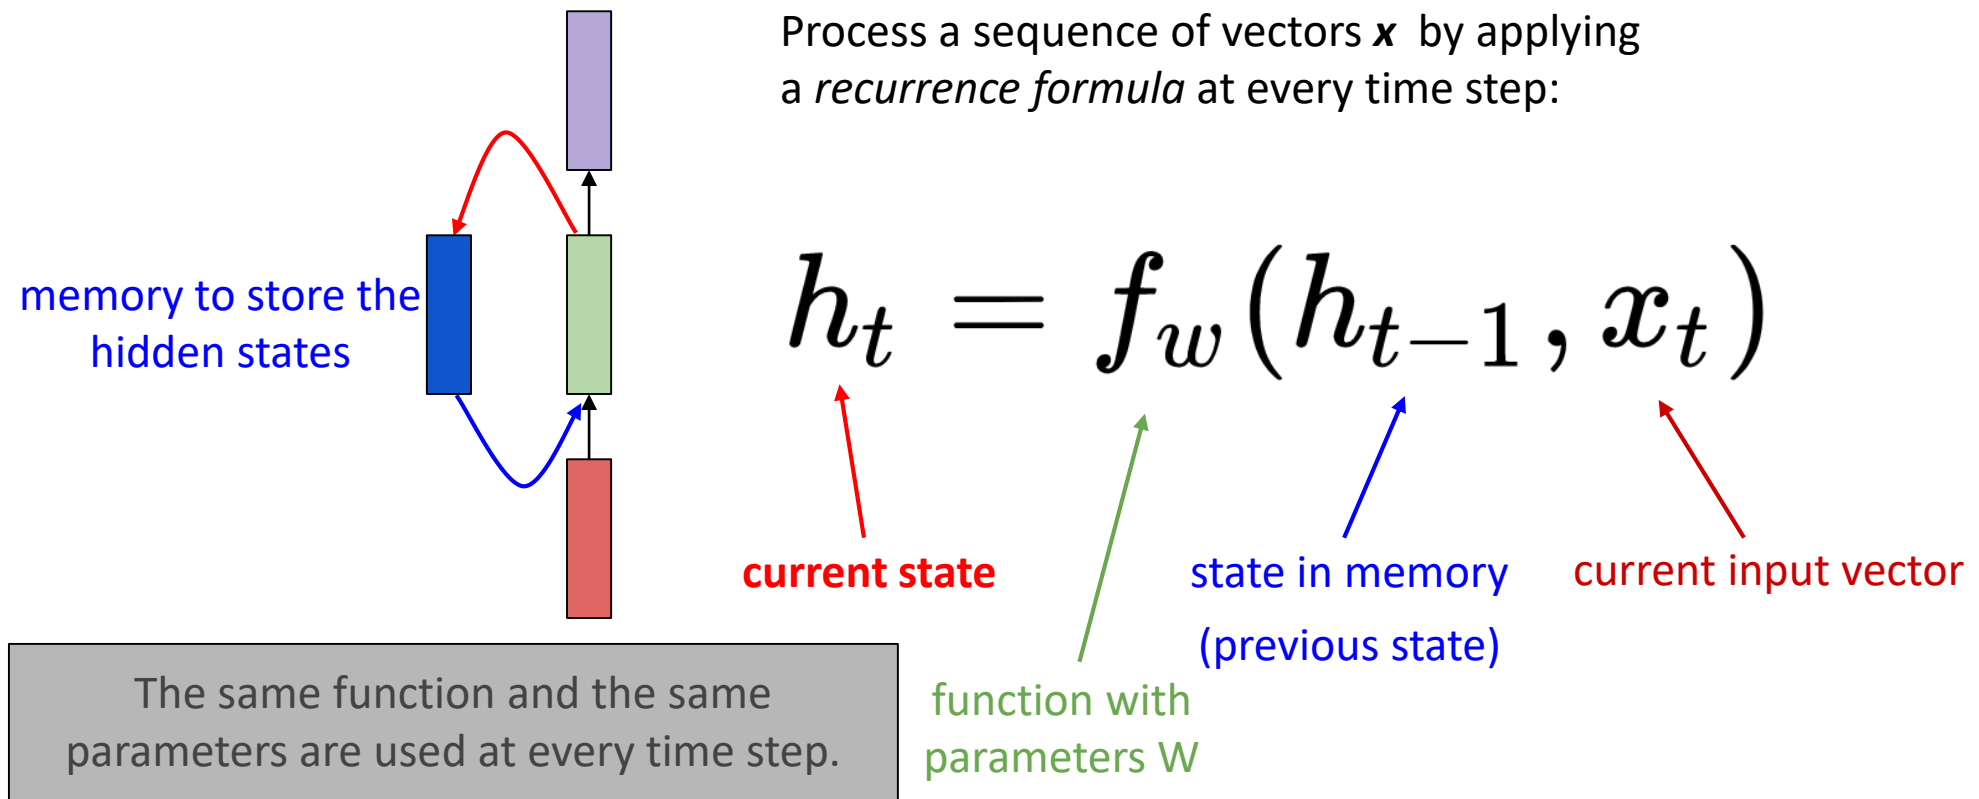 Process a sequence of vectors x by applying
a recurrence formula at every time step:
memory to store the
hidden states
h_t = f_w(h_{t-1}, x_t)
current state
state in memory
(previous state)
current input vector
function with
parameters W
The same function and the same
parameters are used at every time step.